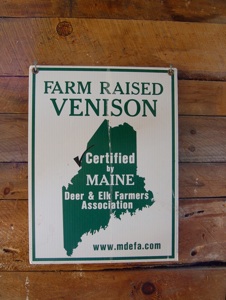 FARM RAISED
VENISON
Certified
by
MAINE
Deer & Elk Farmers
Association
www.mdefa.com